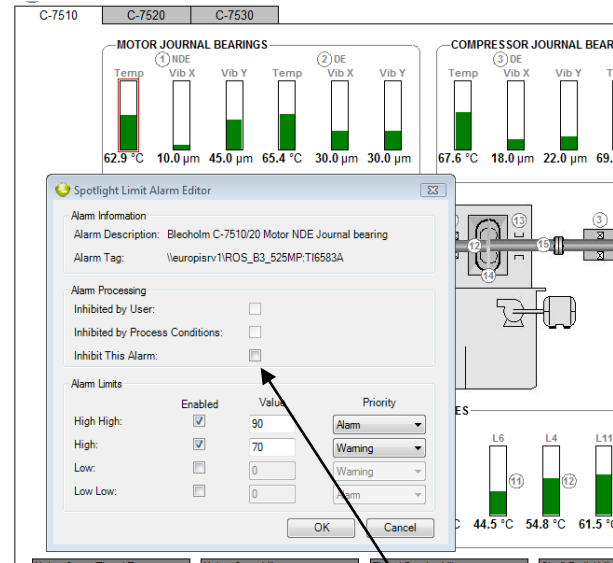 C-7510 C-7520 C-7530
MOTOR JOURNAL BEARINGS COMPRESSOR JOURNAL BEAR
1 NDE 2 DE 3 DE
Temp Vib X Vib Y Temp Vib X Vib Y Temp Vib X Vib Y
62.9 °C 10.0 µm 45.0 µm 65.4 °C 30.0 µm 30.0 µm 67.6 °C 18.0 µm 22.0 µm 69.
Spotlight Limit Alarm Editor
Alarm Information
Alarm Description: Bleoholm C-7510/20 Motor NDE Journal bearing
Alarm Tag: \\europisrv1\ROS_B3_525MP:TI6583A
13 3
12 15
14
Alarm Processing
Inhibited by User:
Inhibited by Process Conditions:
Inhibit This Alarm:
Alarm Limits
Enabled Value Priority
High High: 90 Alarm
High: 70 Warning
Low: 0 Warning
Low Low: 0 Alarm
OK Cancel
ES
L6 L4 L11
11 12
C 44.5 °C 54.8 °C 61.5 °